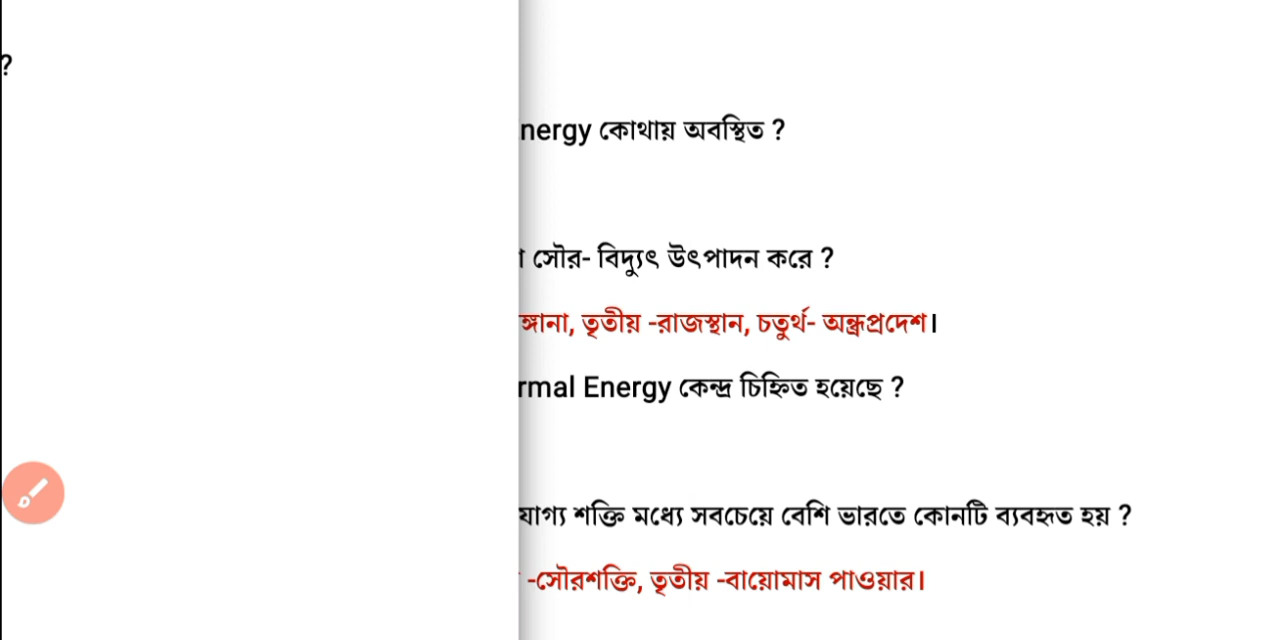 ?
nergy কোথায় অবস্থিত ?
সৌর- বিদ্যুৎ উৎপাদন করে ?
ঙ্গানা, তৃতীয় -রাজস্থান, চতুর্থ- অন্ধ্রপ্রদেশ।
rmal Energy কেন্দ্র চিহ্নিত হয়েছে ?
যোগ্য শক্তি মধ্যে সবচেয়ে বেশি ভারতে কোনটি ব্যবহৃত হয় ?
-সৌরশক্তি, তৃতীয় -বায়োমাস পাওয়ার।